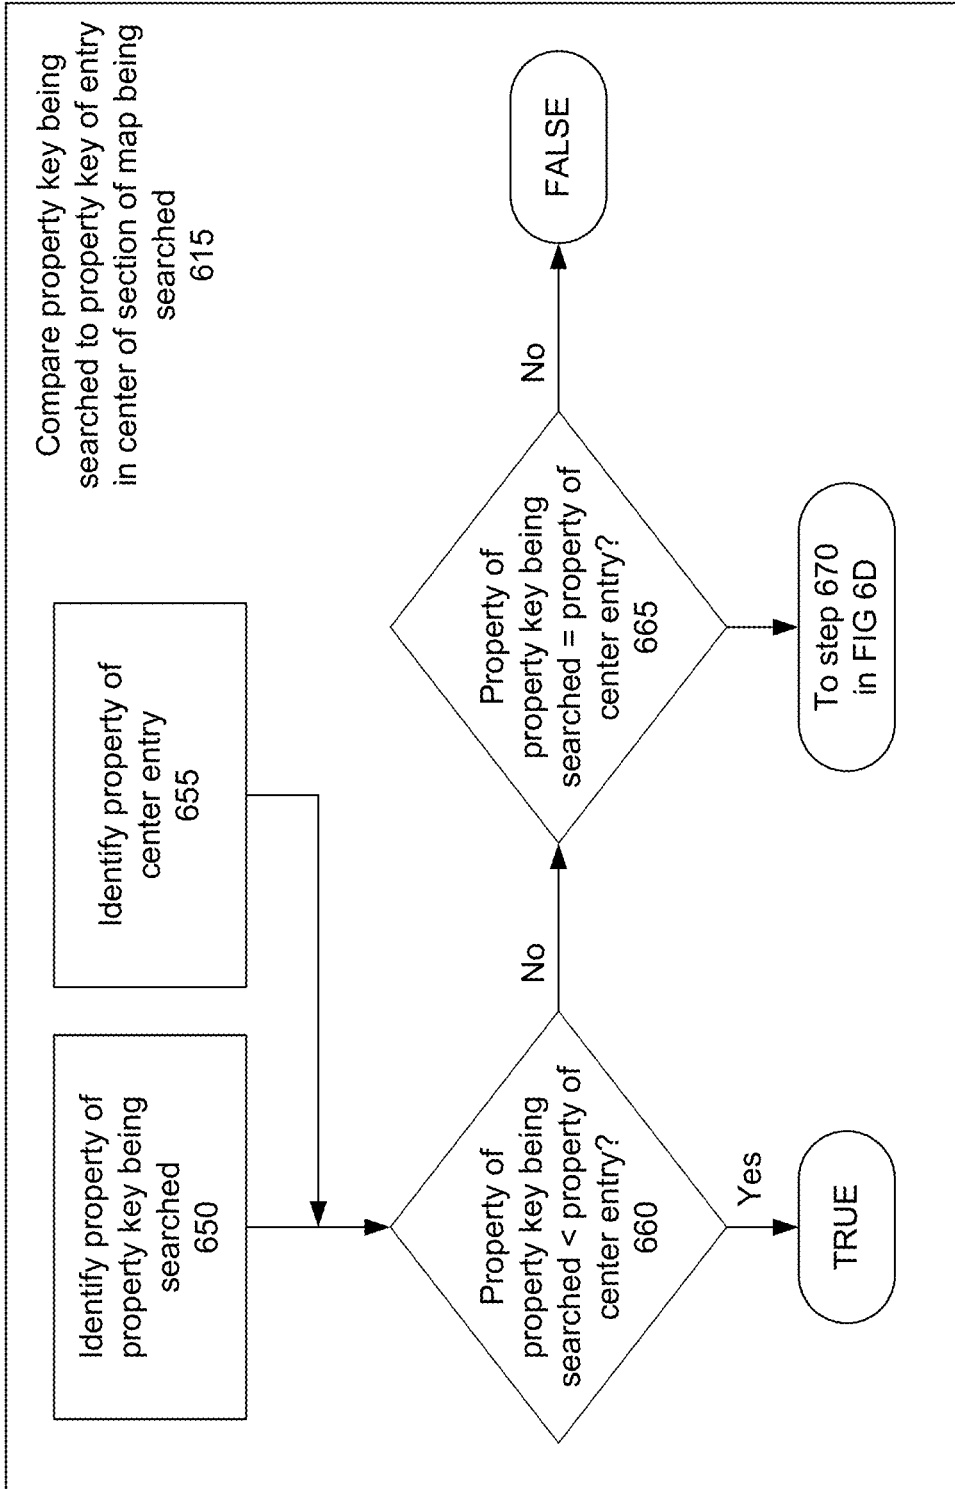 Compare property key being
searched to property key of entry
in center of section of map being
searched
615
Identify property of
property key being
searched
650
Identify property of
center entry
655
Property of
property key being
searched < property of
center entry?
660
No
Yes
TRUE
Property of
property key being
searched = property of
center entry?
665
No
FALSE
To step 670
in FIG 6D